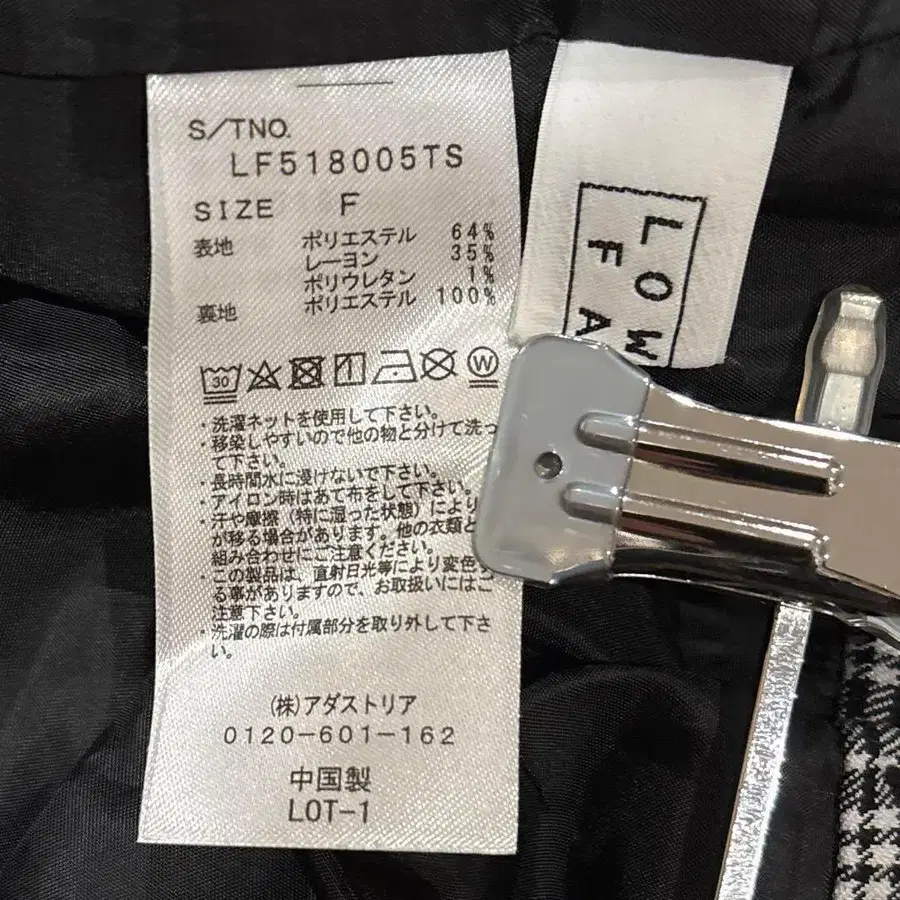 S/TNO.
LF518005TS
SIZE F
表地 ポリエステル 64%
レーヨン 35%
ポリウレタン 1%
裏地 ポリエステル 100%
30
W
・洗濯ネットを使用して下さい。
・移染しやすいので他の物と分けて洗っ
て下さい。
・長時間水に浸けないで下さい。
・アイロン時はあて布をして下さい。
・汗や摩擦(特に湿った状態)により
が移る場合があります。他の衣類と
組み合わせにご注意ください。
・この製品は、直射日光等により変色
る事がありますので、お取扱いにはご
注意下さい。
・洗濯の際は付属部分を取り外して下さ
い。
(株)アダストリア
0120-601-162
中国製
LOT-1
LOW
FA